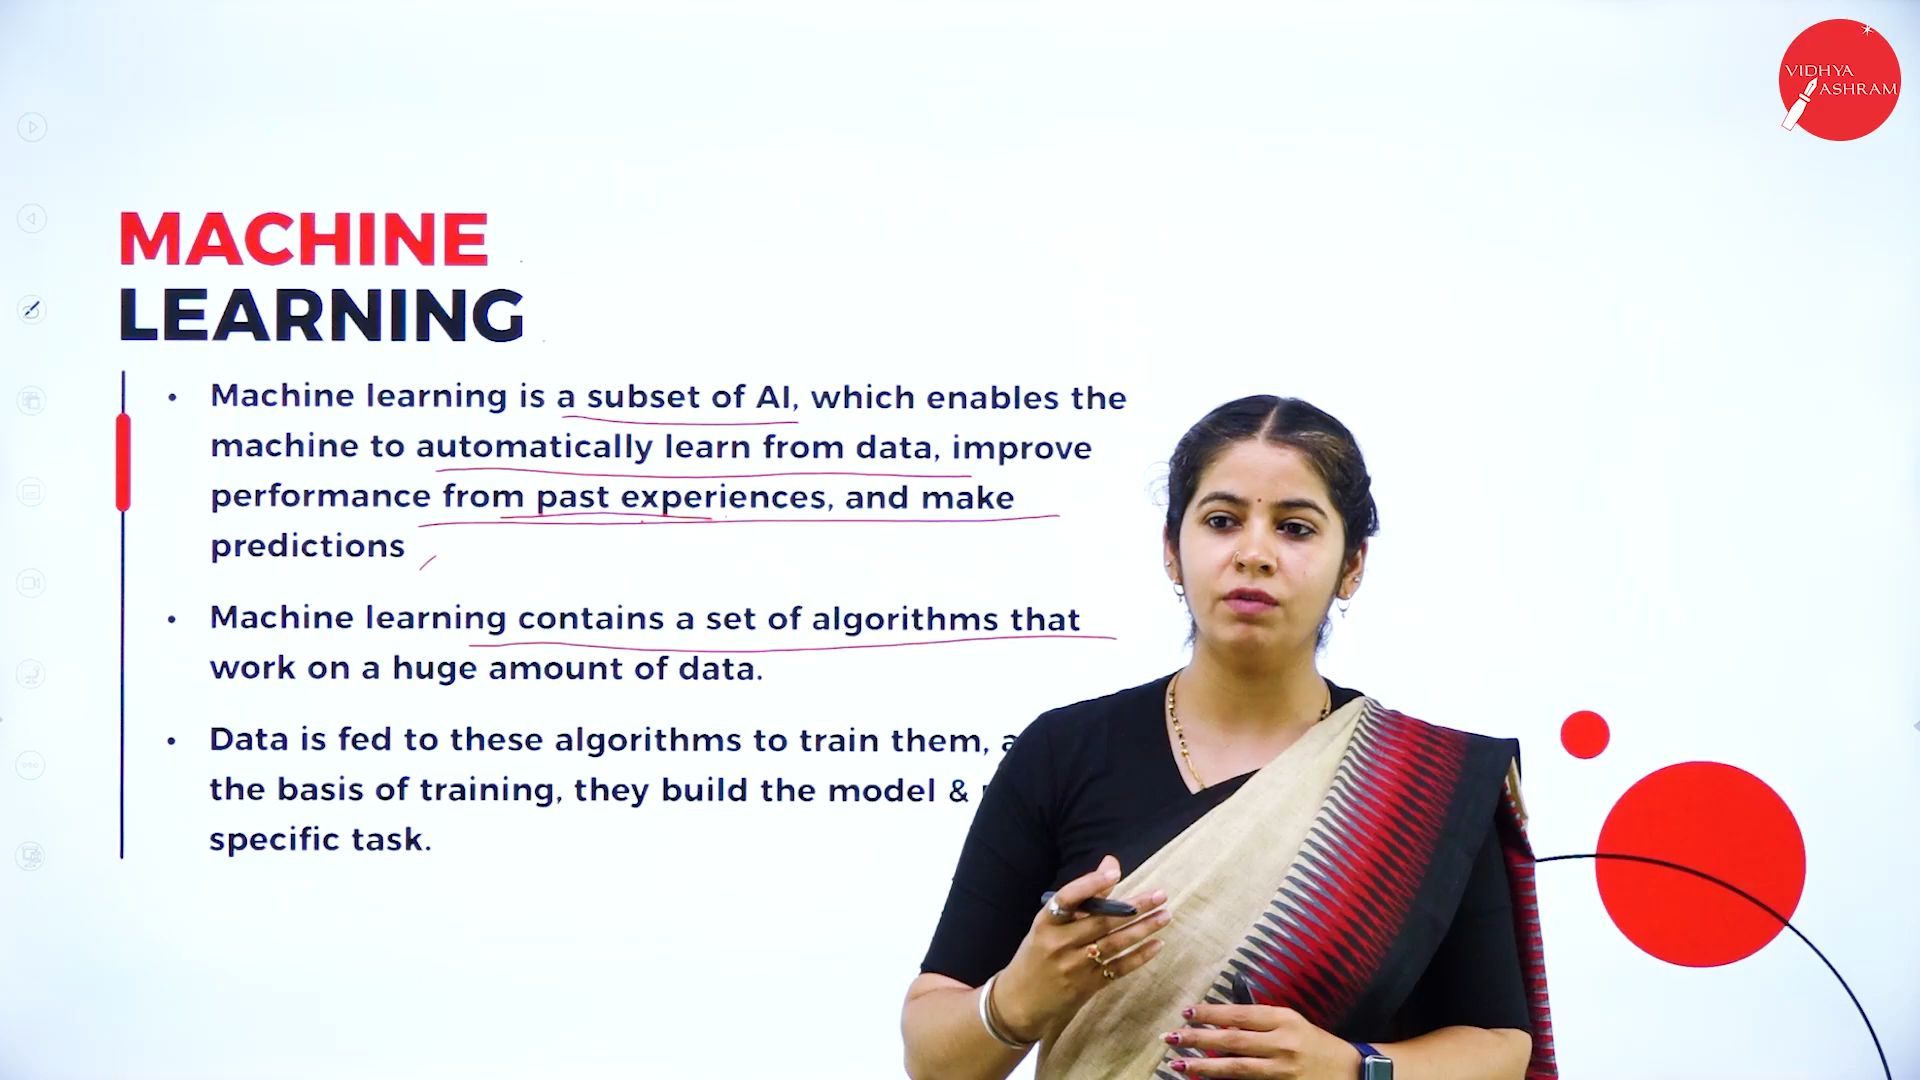 VIDHYA
ASHRAM
MACHINE
LEARNING
• Machine learning is a subset of AI, which enables the
machine to automatically learn from data, improve
performance from past experiences, and make
predictions
• Machine learning contains a set of algorithms that
work on a huge amount of data.
• Data is fed to these algorithms to train them,
the basis of training, they build the model &
specific task.